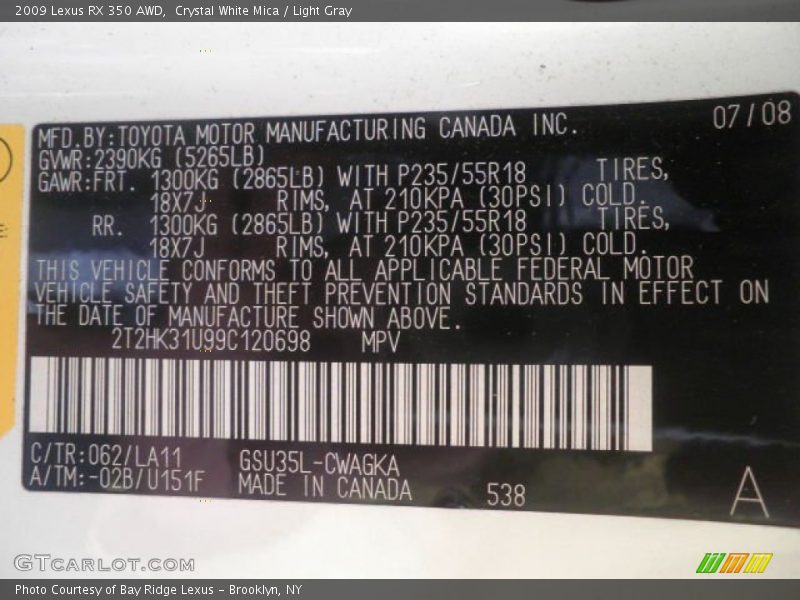 2009 Lexus RX 350 AWD,  Crystal White Mica / Light Gray
07/08
MFD.BY:TOYOTA MOTOR MANUFACTURING CANADA INC.
GVWR:2390KG (5265LB)
GAWR:FRT. 1300KG (2865LB) WITH P235/55R18 TIRES,
18X7J RIMS, AT 210KPA (30PSI) COLD.
RR. 1300KG (2865LB) WITH P235/55R18 TIRES,
18X7J RIMS, AT 210KPA (30PSI) COLD.
THIS VEHICLE CONFORMS TO ALL APPLICABLE FEDERAL MOTOR
VEHICLE SAFETY AND THEFT PREVENTION STANDARDS IN EFFECT ON
THE DATE OF MANUFACTURE SHOWN ABOVE.
2T2HK31U99C120698 MPV
C/TR:062/LA11 GSU35L-CWAGKA
A/TM:-02B/U151F MADE IN CANADA 538 A
GTCARLOT.COM
Photo Courtesy of Bay Ridge Lexus - Brooklyn, NY